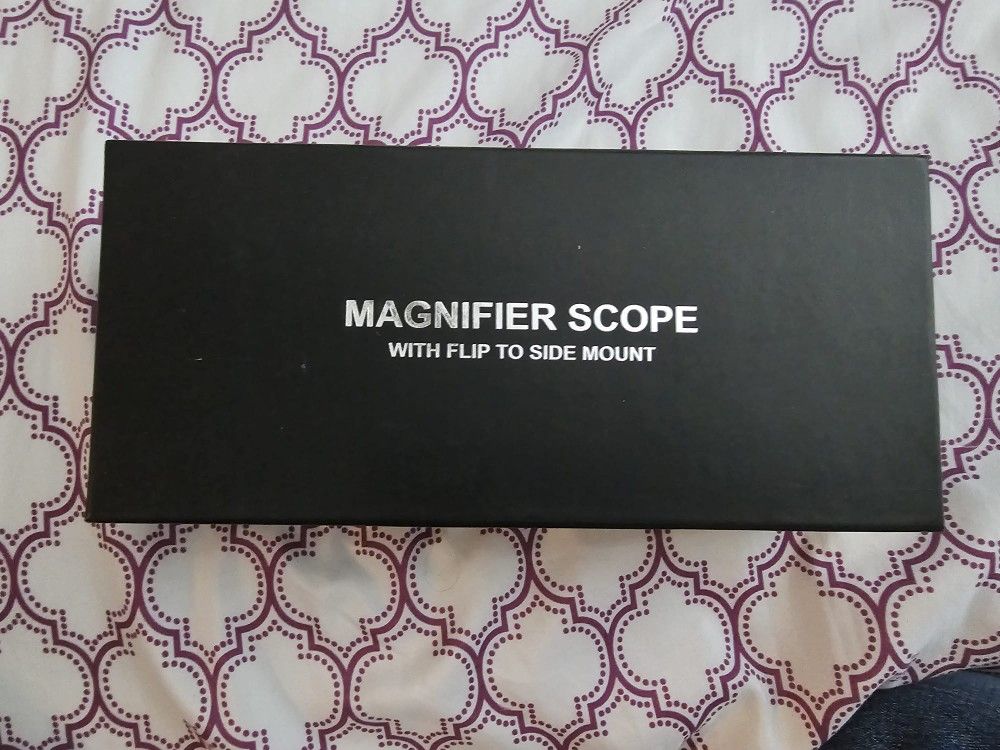 MAGNIFIER SCOPE
WITH FLIP TO SIDE MOUNT